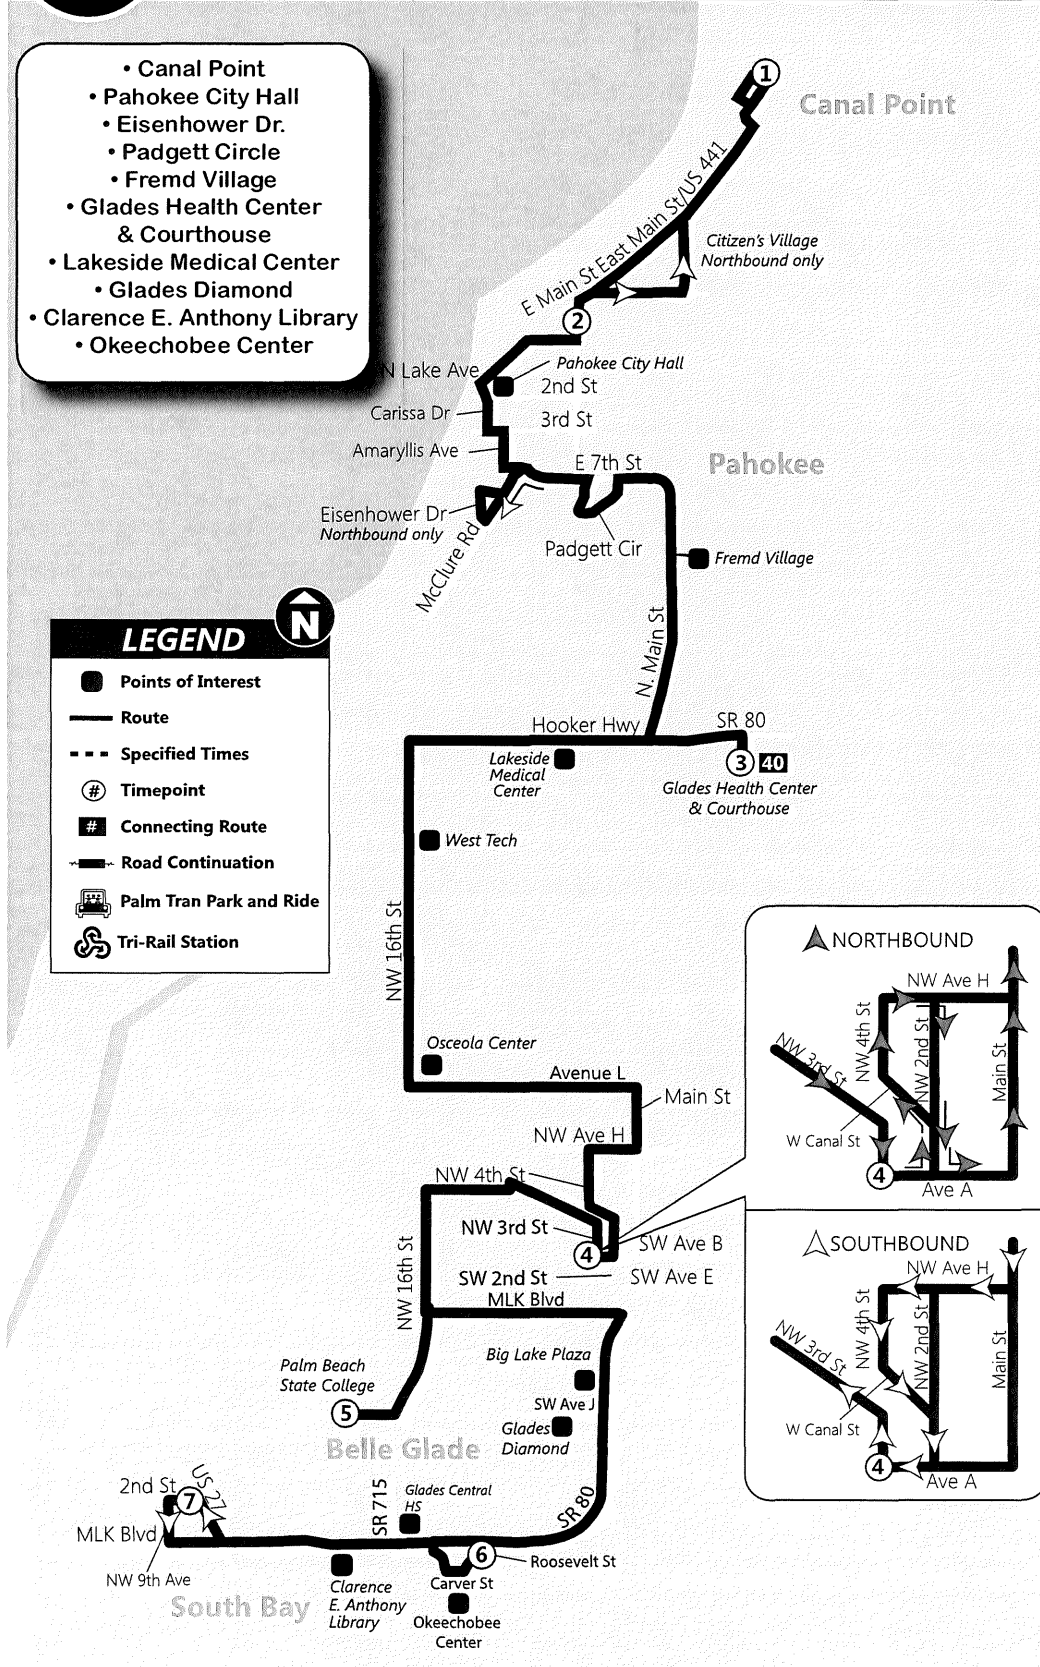 • Canal Point
• Pahokee City Hall
• Eisenhower Dr.
• Padgett Circle
• Fremd Village
• Glades Health Center
& Courthouse
• Lakeside Medical Center
• Glades Diamond
• Clarence E. Anthony Library
• Okeechobee Center
1
Canal Point
E Main St
East Main St/US 441
Citizen's Village
Northbound only
2
N Lake Ave
Pahokee City Hall
2nd St
Carissa Dr
3rd St
Amaryllis Ave
E 7th St
Pahokee
Eisenhower Dr
Northbound only
McClure Rd
Padgett Cir
Fremd Village
N. Main St
N
LEGEND
Points of Interest
Route
Specified Times
# Timepoint
# Connecting Route
Road Continuation
Palm Tran Park and Ride
Tri-Rail Station
Hooker Hwy
SR 80
Lakeside
Medical
Center
3 40
Glades Health Center
& Courthouse
West Tech
NW 16th St
Osceola Center
Avenue L
Main St
NW Ave H
NW 4th St
NW 3rd St
4
SW Ave B
SW 2nd St
SW Ave E
MLK Blvd
NW 16th St
Palm Beach
State College
5
Big Lake Plaza
SW Ave J
Glades
Diamond
Belle Glade
2nd St
US 27
7
MLK Blvd
NW 9th Ave
SR 715
Glades Central
HS
SR 80
6
Roosevelt St
Carver St
South Bay
Clarence
E. Anthony
Library
Okeechobee
Center
NORTHBOUND
NW Ave H
NW 4th St
NW 2nd St
NW 3rd St
Main St
W Canal St
4
Ave A
SOUTHBOUND
NW Ave H
NW 4th St
NW 2nd St
NW 3rd St
Main St
W Canal St
4
Ave A